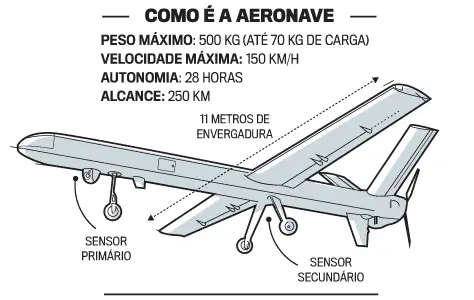 COMO É A AERONAVE
PESO MÁXIMO: 500 KG (ATÉ 70 KG DE CARGA)
VELOCIDADE MÁXIMA: 150 KM/H
AUTONOMIA: 28 HORAS
ALCANCE: 250 KM
11 METROS DE
ENVERGADURA
SENSOR
PRIMÁRIO
SENSOR
SECUNDÁRIO